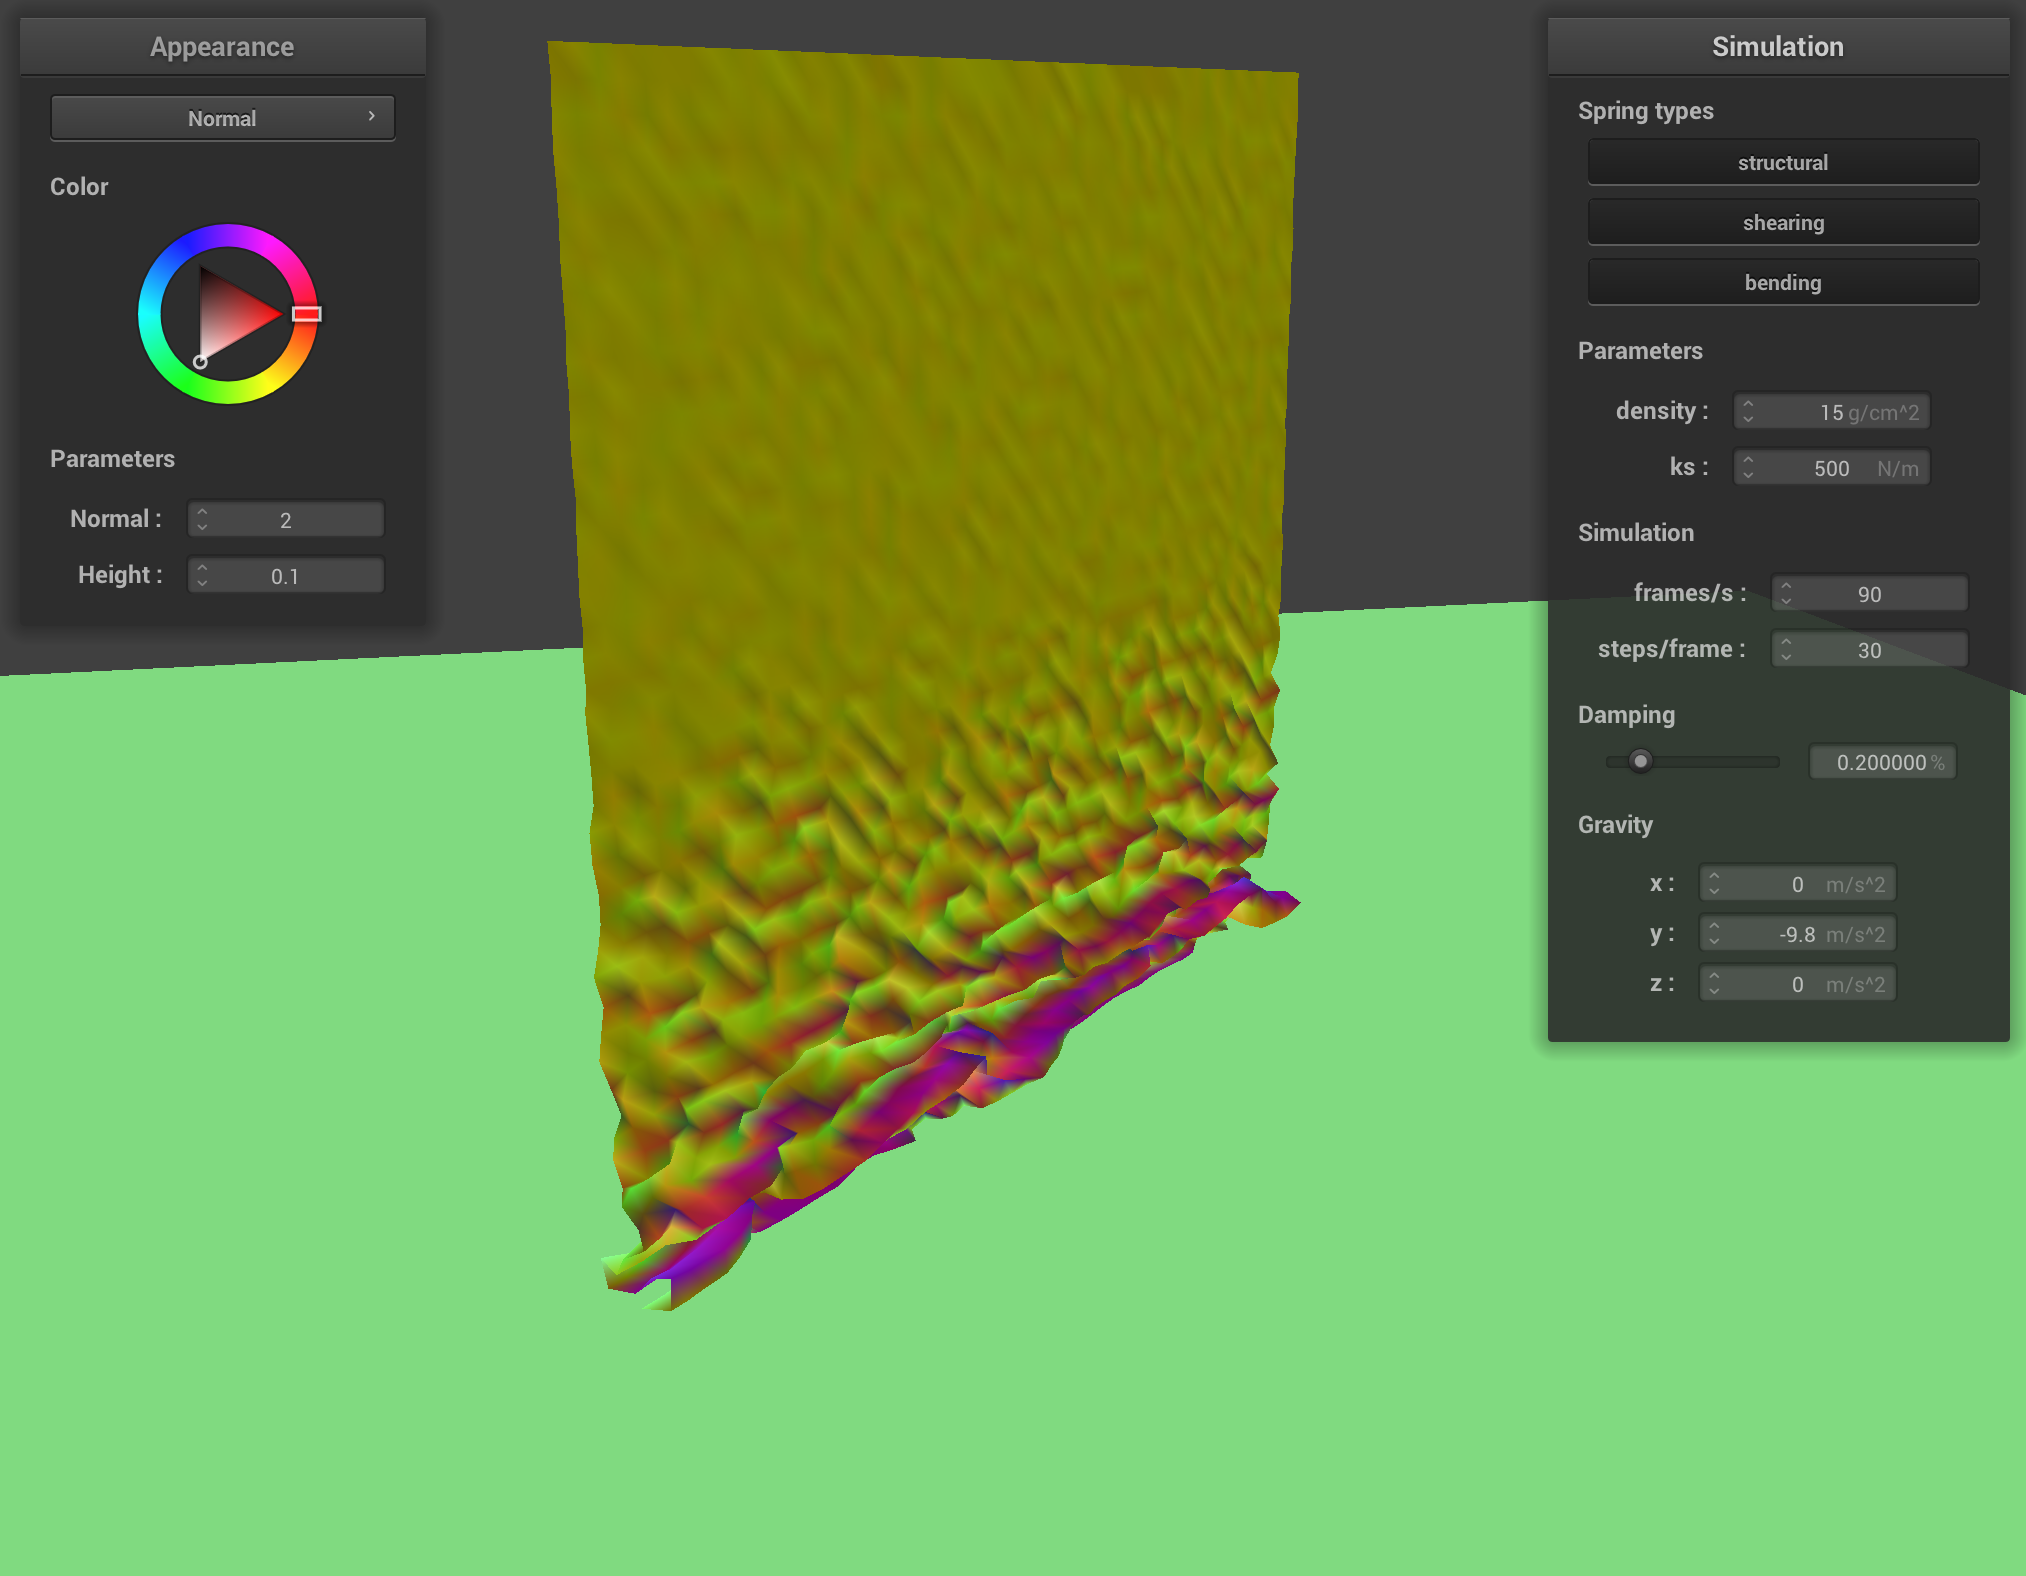 Appearance
Normal
Color
Parameters
Normal : 2
Height : 0.1
Simulation
Spring types
structural
shearing
bending
Parameters
density : 15 g/cm^2
ks : 500 N/m
Simulation
frames/s : 90
steps/frame : 30
Damping
0.200000 %
Gravity
x : 0 m/s^2
y : -9.8 m/s^2
z : 0 m/s^2